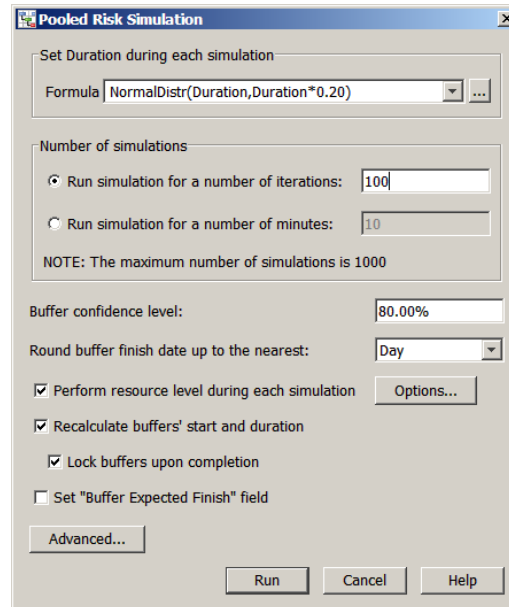 Pooled Risk Simulation
Set Duration during each simulation
Formula NormalDistr(Duration,Duration*0.20) ...
Number of simulations
Run simulation for a number of iterations: 100
Run simulation for a number of minutes: 10
NOTE: The maximum number of simulations is 1000
Buffer confidence level: 80.00%
Round buffer finish date up to the nearest: Day
Perform resource level during each simulation Options...
Recalculate buffers' start and duration
Lock buffers upon completion
Set "Buffer Expected Finish" field
Advanced...
Run Cancel Help